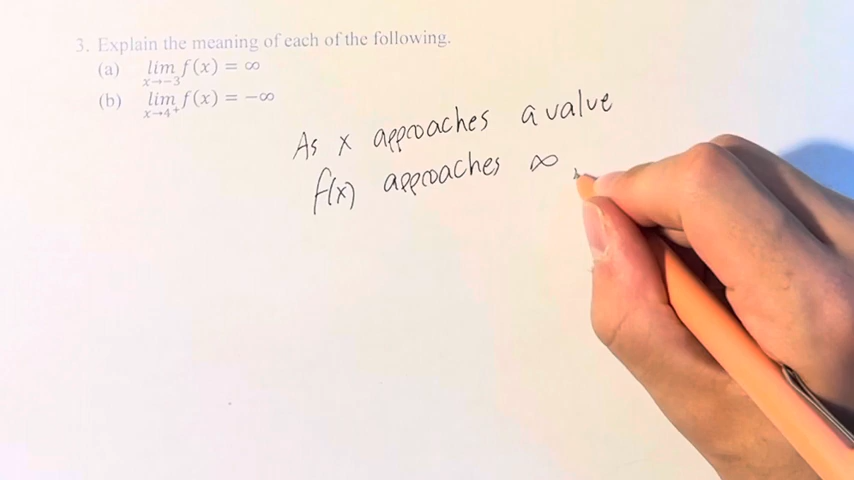 3. Explain the meaning of each of the following.
(a) lim f(x) = ∞
x→−3
(b) lim f(x) = −∞
x→4⁺
As x approaches a value
f(x) approaches ∞